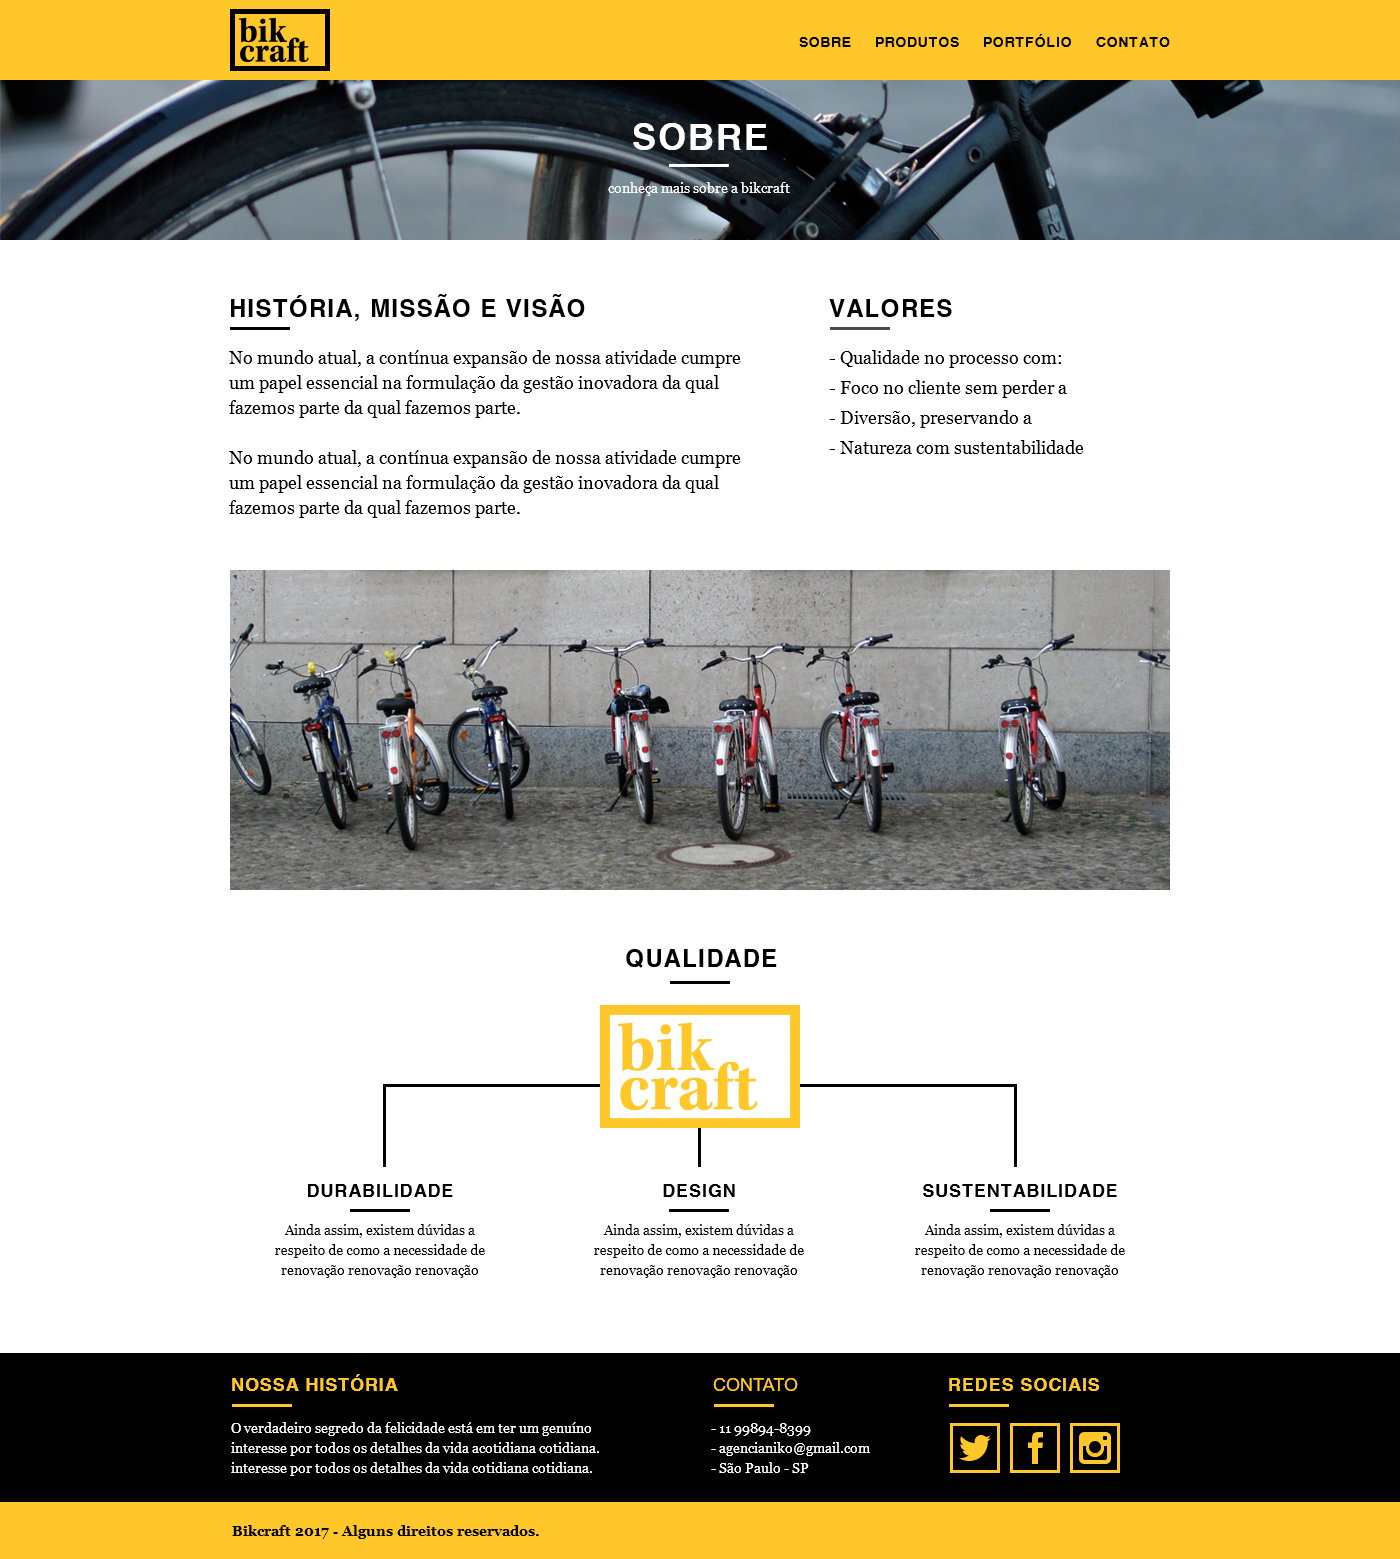 bik
craft
SOBRE PRODUTOS PORTFÓLIO CONTATO
SOBRE
conheça mais sobre a bikcraft
HISTÓRIA, MISSÃO E VISÃO
No mundo atual, a contínua expansão de nossa atividade cumpre
um papel essencial na formulação da gestão inovadora da qual
fazemos parte da qual fazemos parte.
No mundo atual, a contínua expansão de nossa atividade cumpre
um papel essencial na formulação da gestão inovadora da qual
fazemos parte da qual fazemos parte.
VALORES
- Qualidade no processo com:
- Foco no cliente sem perder a
- Diversão, preservando a
- Natureza com sustentabilidade
QUALIDADE
bik
craft
DURABILIDADE
Ainda assim, existem dúvidas a
respeito de como a necessidade de
renovação renovação renovação
DESIGN
Ainda assim, existem dúvidas a
respeito de como a necessidade de
renovação renovação renovação
SUSTENTABILIDADE
Ainda assim, existem dúvidas a
respeito de como a necessidade de
renovação renovação renovação
NOSSA HISTÓRIA
O verdadeiro segredo da felicidade está em ter um genuíno
interesse por todos os detalhes da vida acotidiana cotidiana.
interesse por todos os detalhes da vida cotidiana cotidiana.
CONTATO
- 11 99894-8399
- agencianiko@gmail.com
- São Paulo - SP
REDES SOCIAIS
Bikcraft 2017 - Alguns direitos reservados.